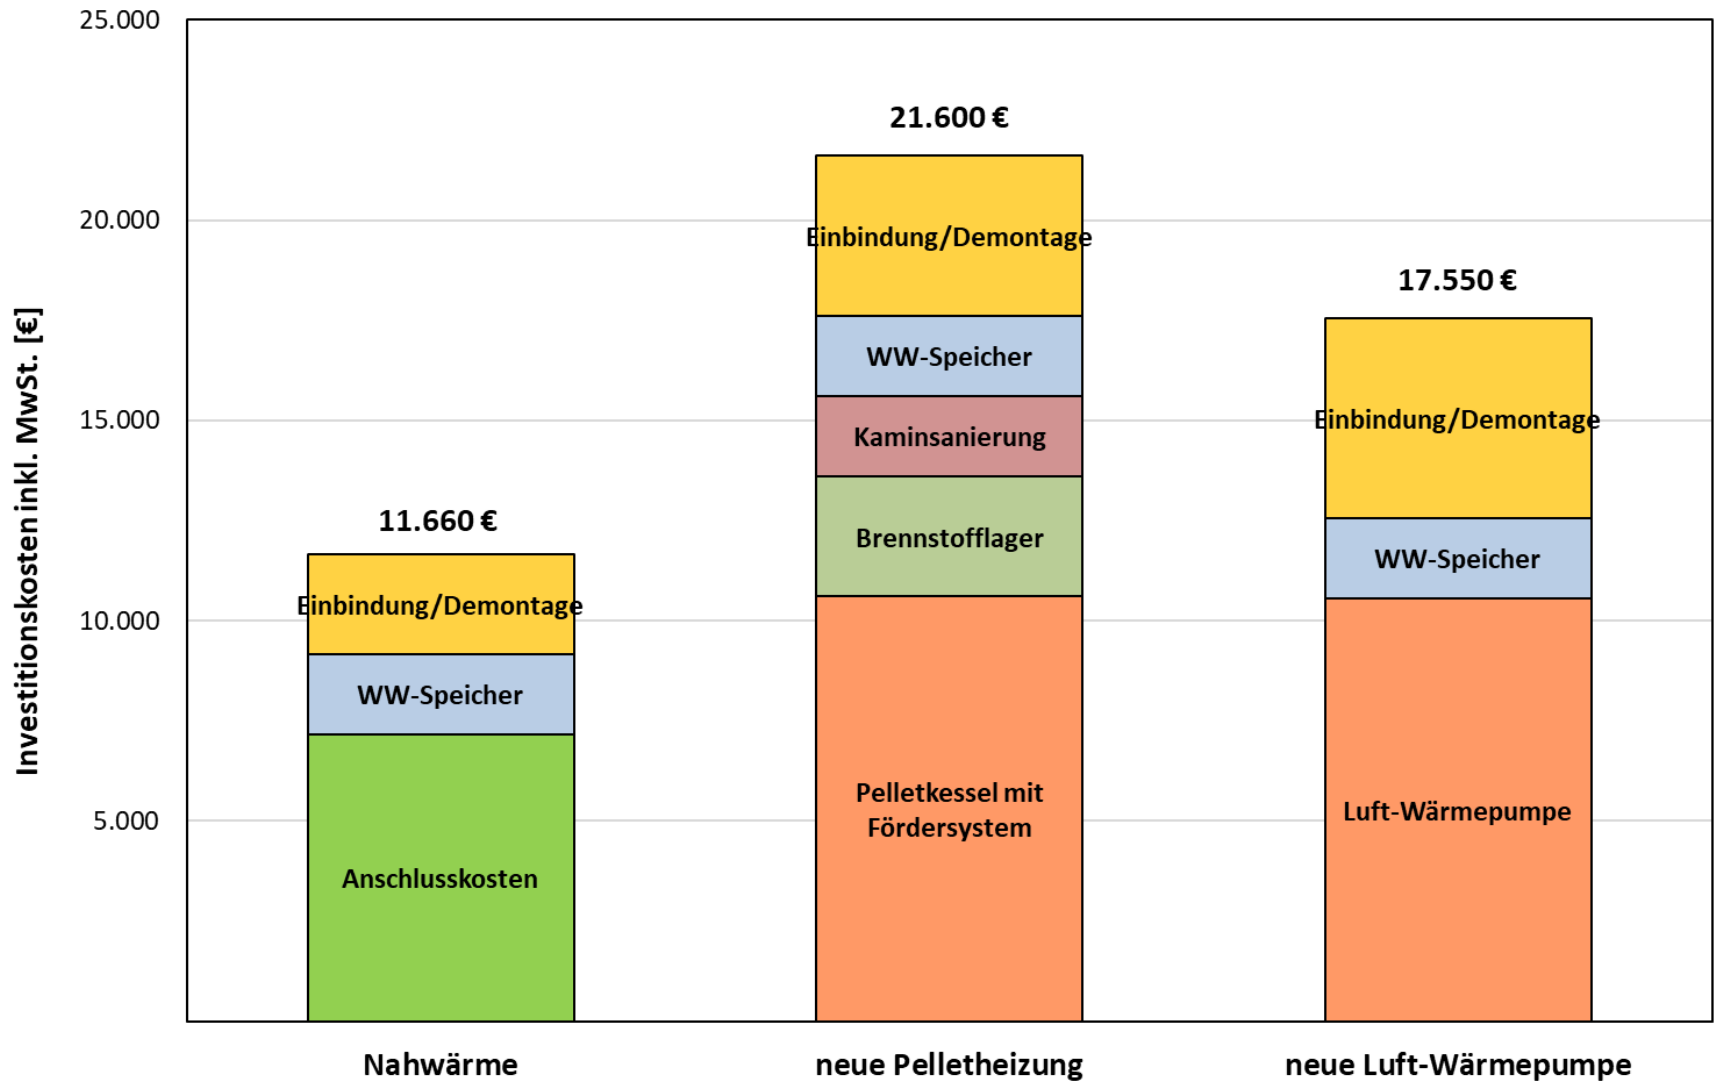 Investitionskosten inkl. MwSt. [€]
25.000
20.000
15.000
10.000
5.000
11.660 €
Einbindung/Demontage
WW-Speicher
Anschlusskosten
Nahwärme
21.600 €
Einbindung/Demontage
WW-Speicher
Kaminsanierung
Brennstofflager
Pelletkessel mit
Fördersystem
neue Pelletheizung
17.550 €
Einbindung/Demontage
WW-Speicher
Luft-Wärmepumpe
neue Luft-Wärmepumpe